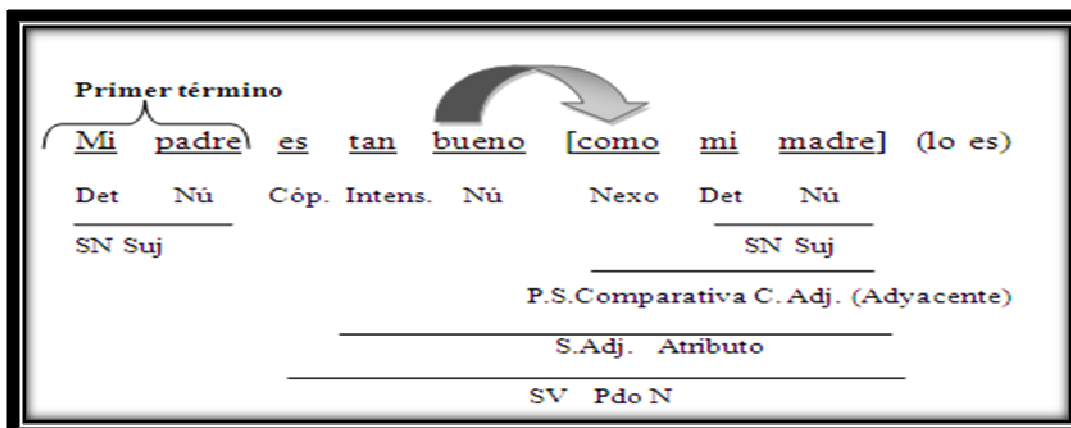 Primer término
Mi padre es tan bueno [como mi madre] (lo es)
Det Nú Cóp. Intens. Nú Nexo Det Nú
SN Suj SN Suj
P.S.Comparativa C. Adj. (Adyacente)
S.Adj. Atributo
SV Pdo N